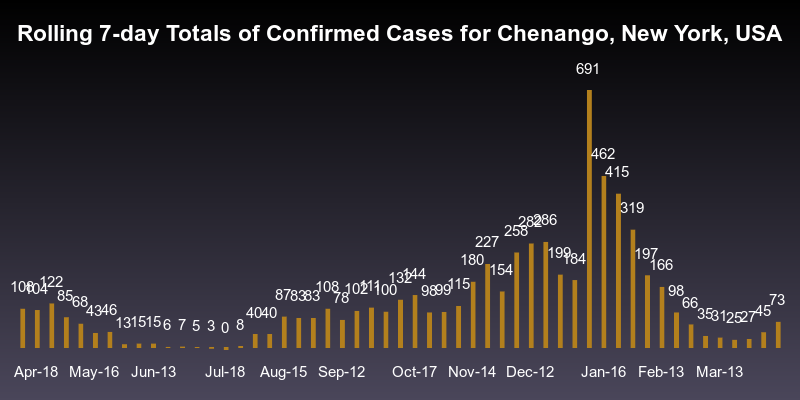 Rolling 7-day Totals of Confirmed Cases for Chenango, New York, USA
108 104 122 85 68 43 46 13 15 15 6 7 5 3 0 8 40 40 87 83 83 108 78 102 111 100 132 144 98 99 115 180 227 154 258 282 286 199 184 691 462 415 319 197 166 98 66 35 31 25 27 45 73
Apr-18 May-16 Jun-13 Jul-18 Aug-15 Sep-12 Oct-17 Nov-14 Dec-12 Jan-16 Feb-13 Mar-13